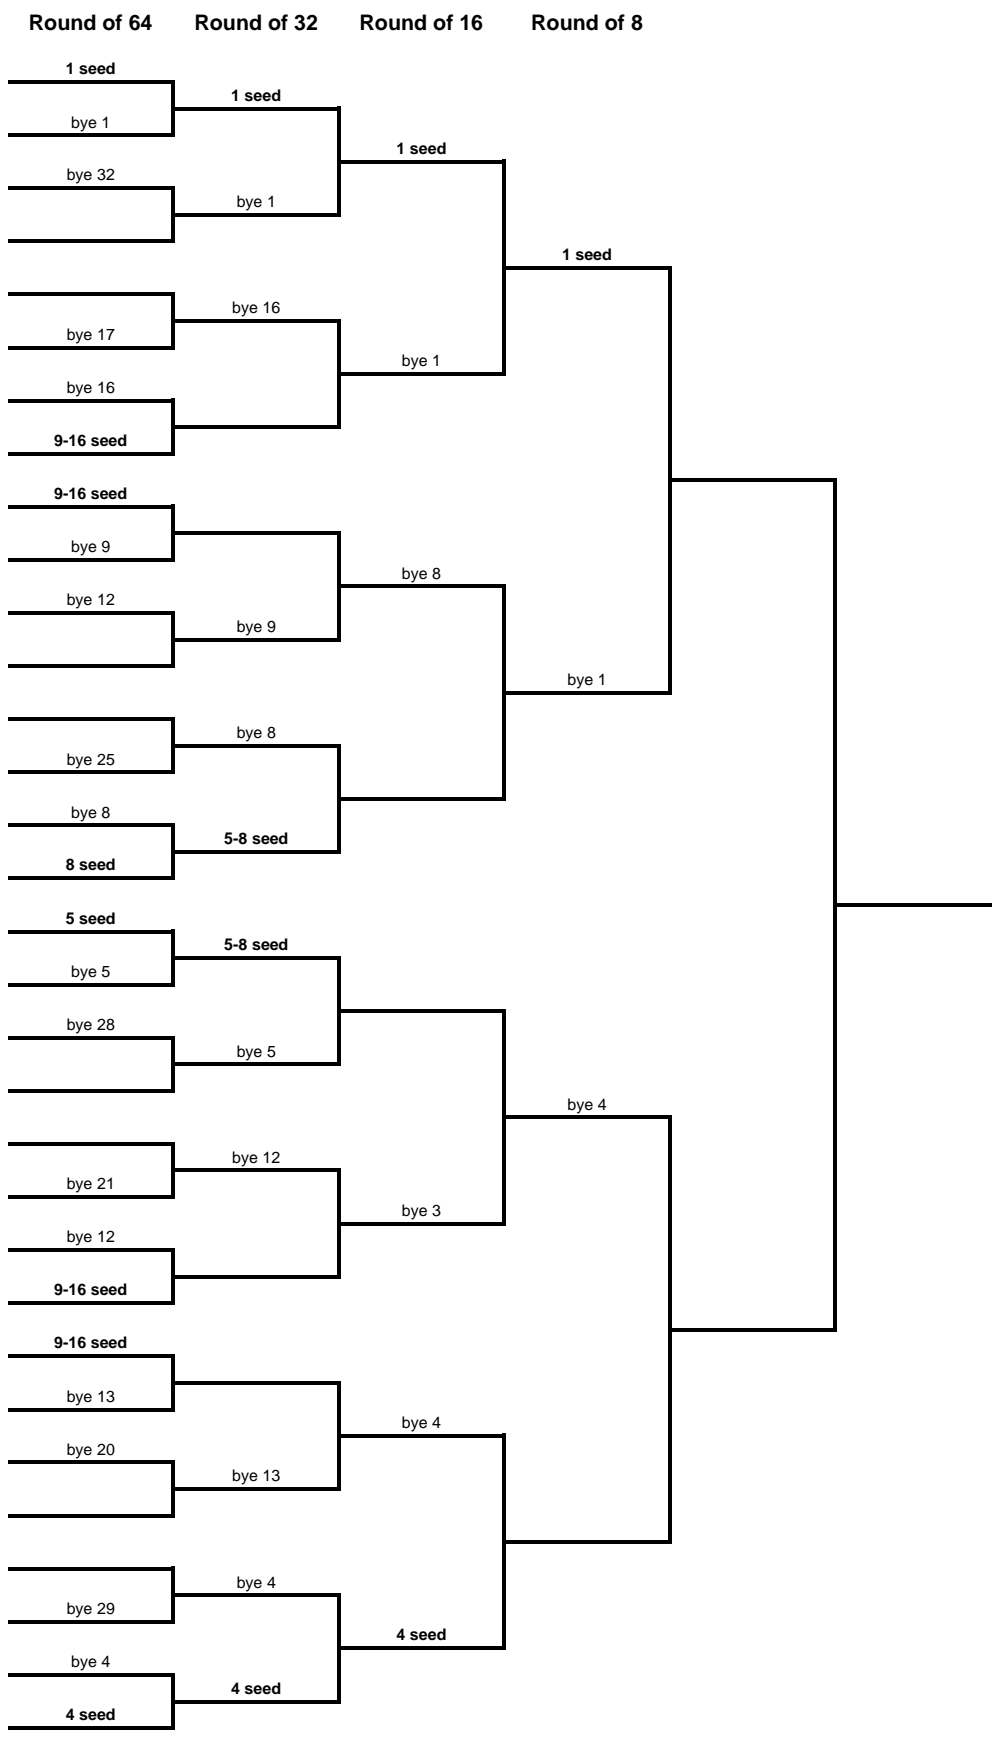 Round of 64 Round of 32 Round of 16 Round of 8
1 seed
1 seed
bye 1
1 seed
bye 32
bye 1
1 seed
bye 16
bye 17
bye 1
bye 16
9-16 seed
9-16 seed
bye 9
bye 8
bye 12
bye 9
bye 1
bye 8
bye 25
bye 8
5-8 seed
8 seed
5 seed
5-8 seed
bye 5
bye 28
bye 5
bye 4
bye 12
bye 21
bye 3
bye 12
9-16 seed
9-16 seed
bye 13
bye 4
bye 20
bye 13
bye 4
bye 29
4 seed
bye 4
4 seed
4 seed